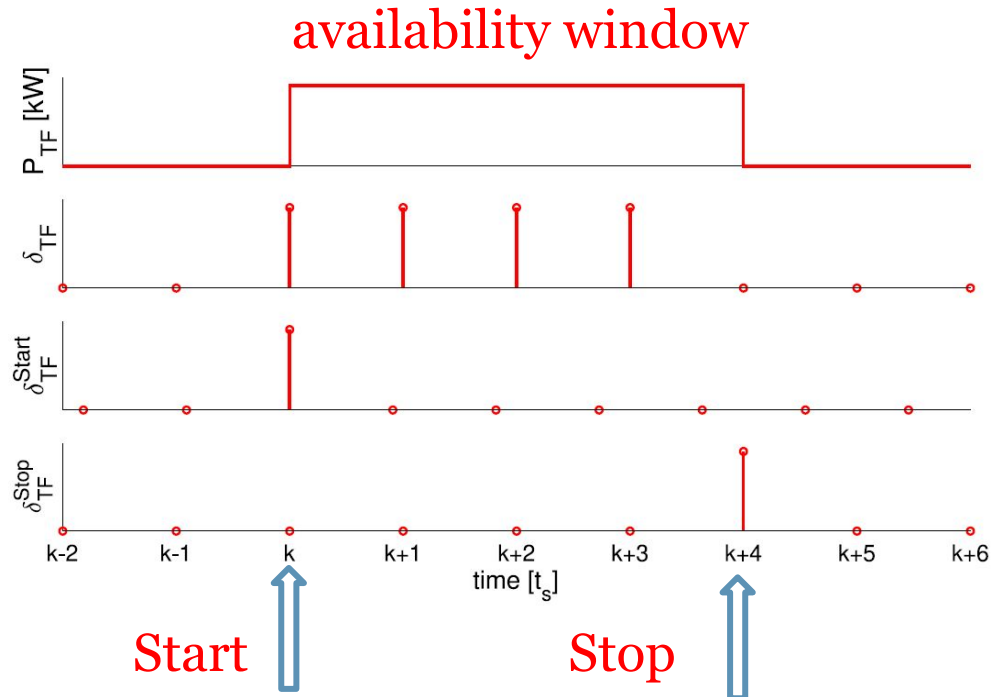 availability window
P_TF [kW]
δ_TF
δ_TF^Start
δ_TF^Stop
k-2 k-1 k k+1 k+2 k+3 k+4 k+5 k+6
time [t_s]
Start Stop